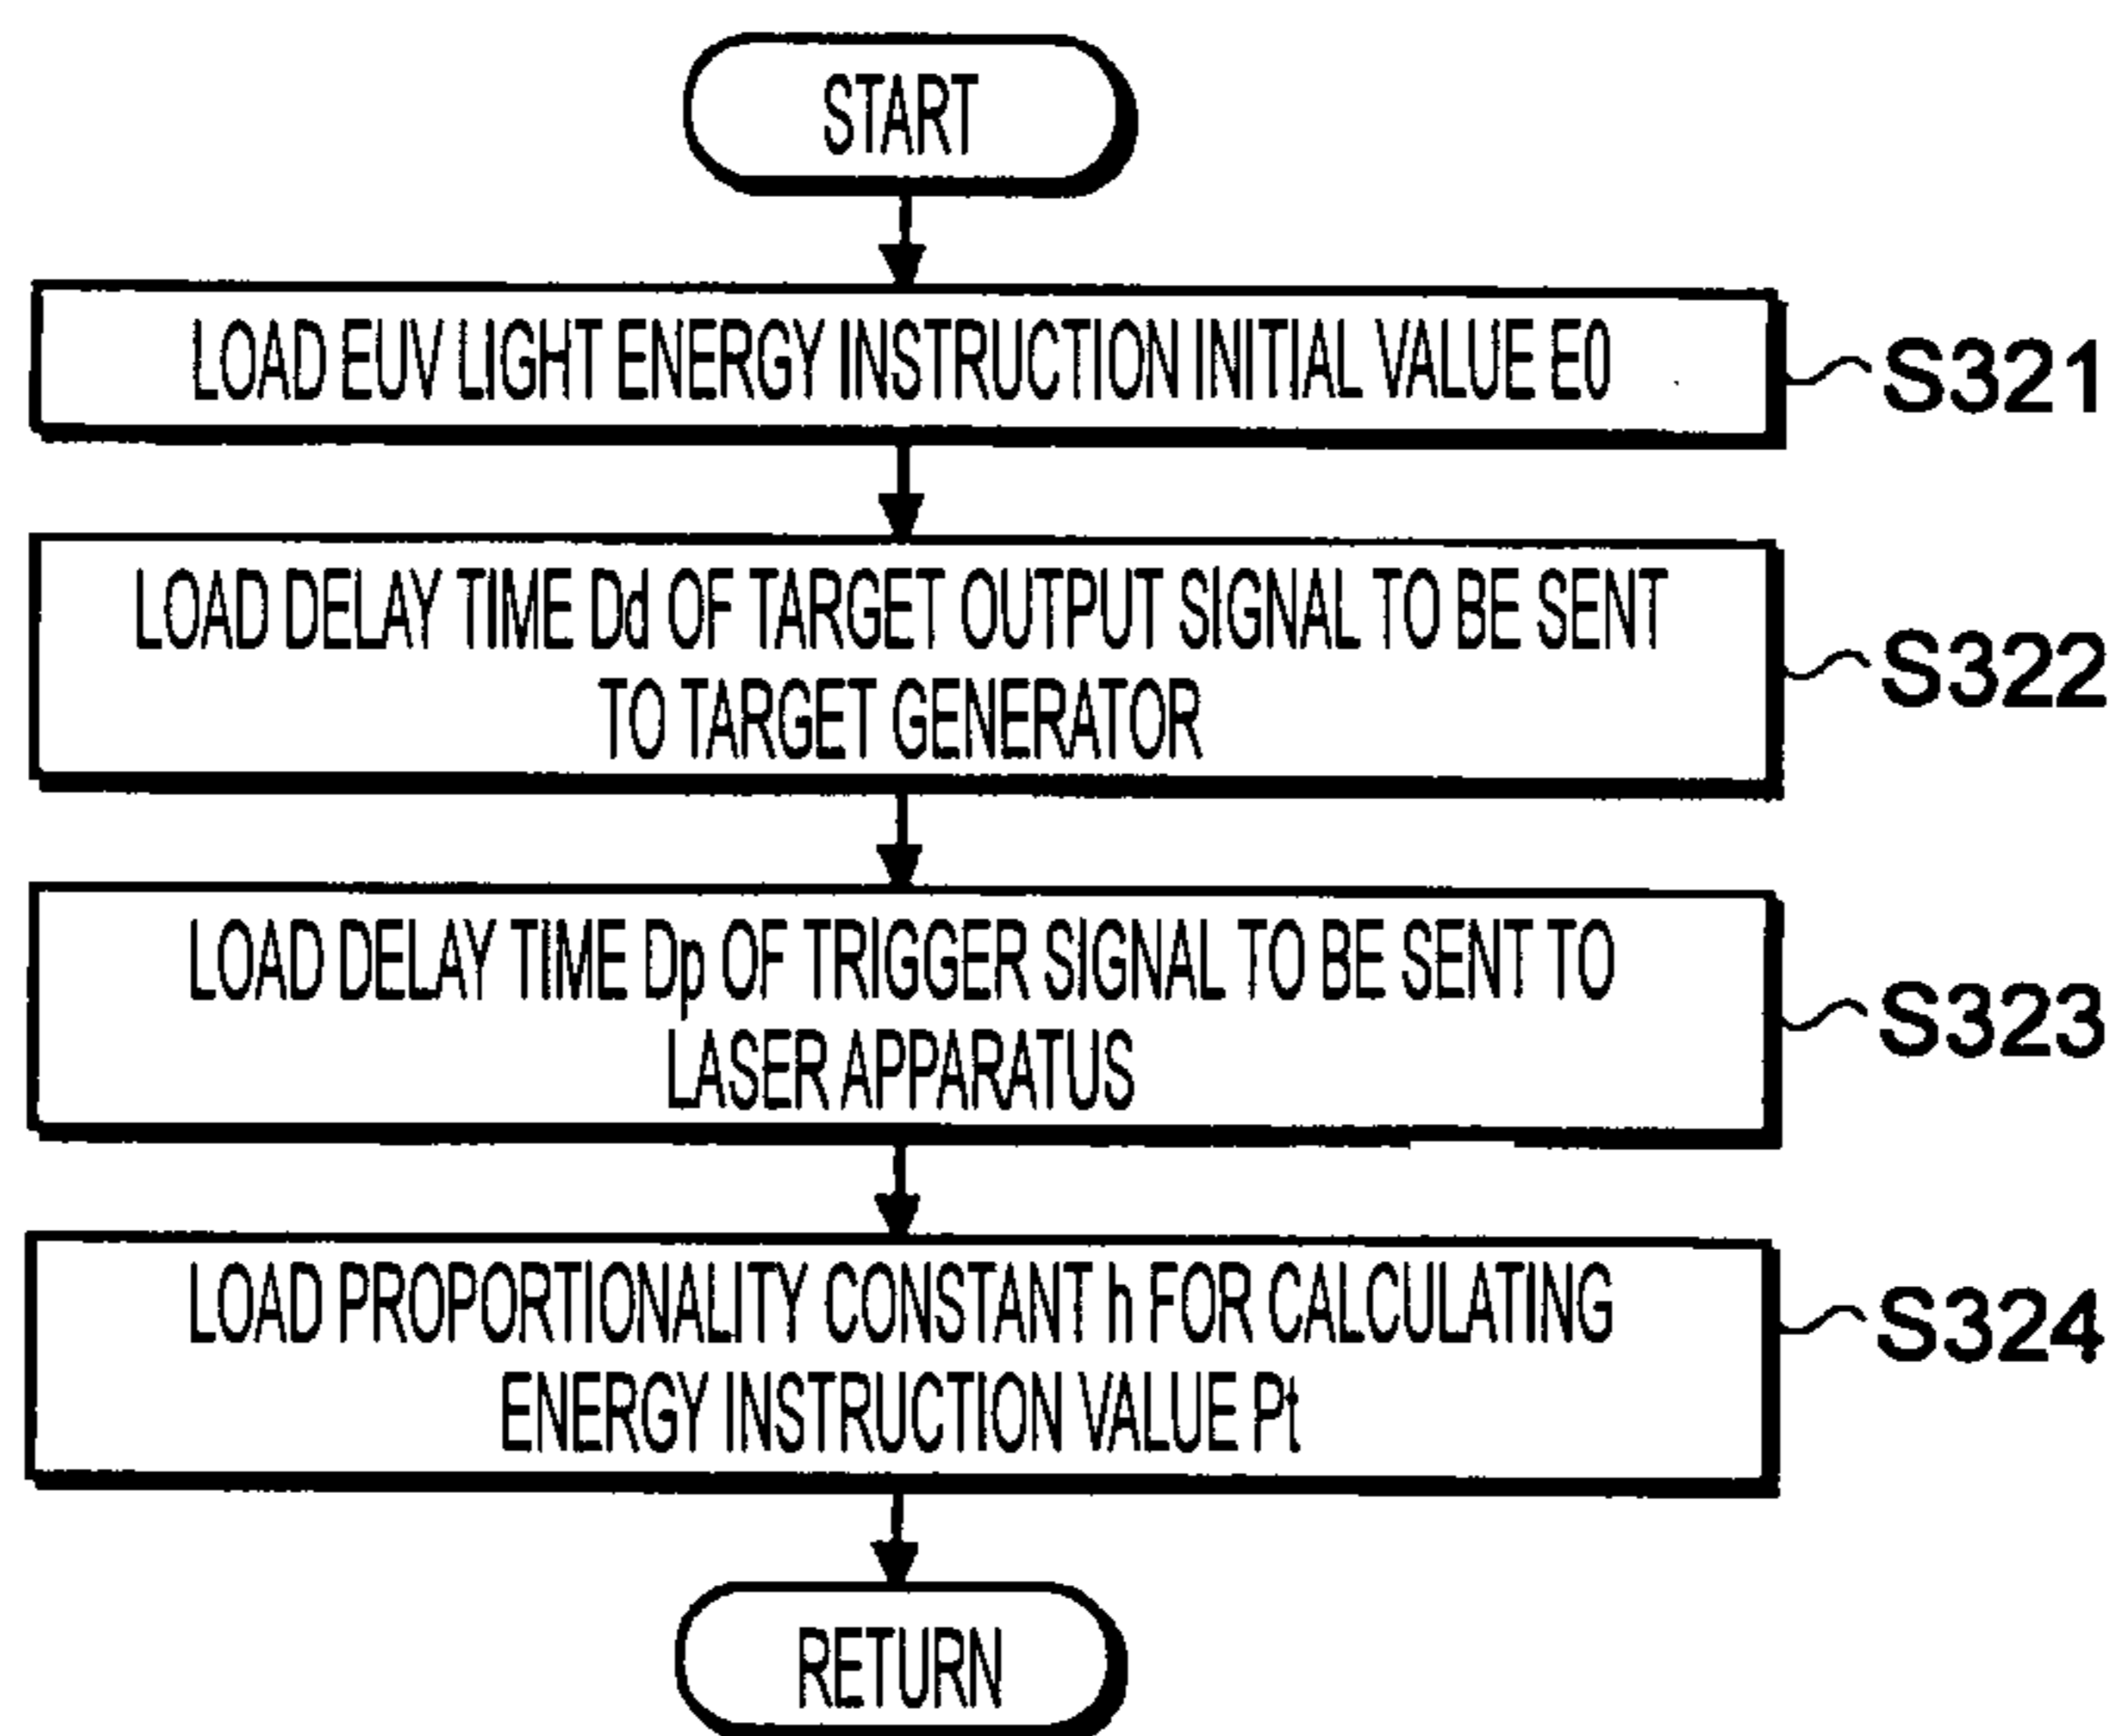 START
LOAD EUV LIGHT ENERGY INSTRUCTION INITIAL VALUE E0
S321
LOAD DELAY TIME Dd OF TARGET OUTPUT SIGNAL TO BE SENT
TO TARGET GENERATOR
S322
LOAD DELAY TIME Dp OF TRIGGER SIGNAL TO BE SENT TO
LASER APPARATUS
S323
LOAD PROPORTIONALITY CONSTANT h FOR CALCULATING
ENERGY INSTRUCTION VALUE Pt
S324
RETURN